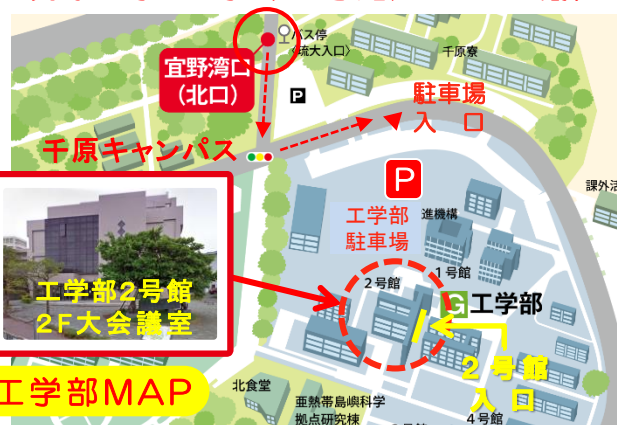 バス停
(琉大入口)
千原寮
宜野湾口
(北口)
P
駐車場
入口
千原キャンパス
P
課外活
工学部
駐車場
進機構
2号館
1号館
G工学部
工学部2号館
2F大会議室
2号館
入口
工学部MAP
北食堂
亜熱帯島嶼科学
拠点研究棟
4号館